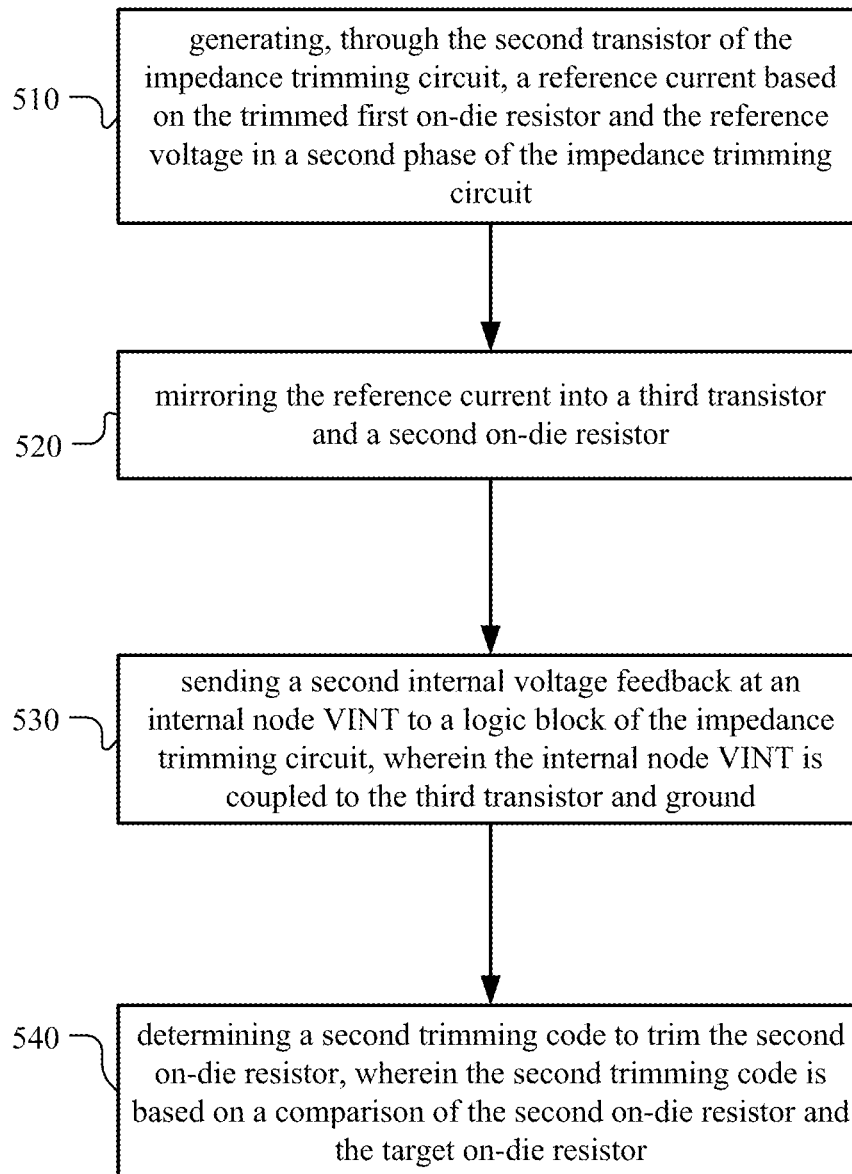 510
generating, through the second transistor of the
impedance trimming circuit, a reference current based
on the trimmed first on-die resistor and the reference
voltage in a second phase of the impedance trimming
circuit
520
mirroring the reference current into a third transistor
and a second on-die resistor
530
sending a second internal voltage feedback at an
internal node VINT to a logic block of the impedance
trimming circuit, wherein the internal node VINT is
coupled to the third transistor and ground
540
determining a second trimming code to trim the second
on-die resistor, wherein the second trimming code is
based on a comparison of the second on-die resistor and
the target on-die resistor